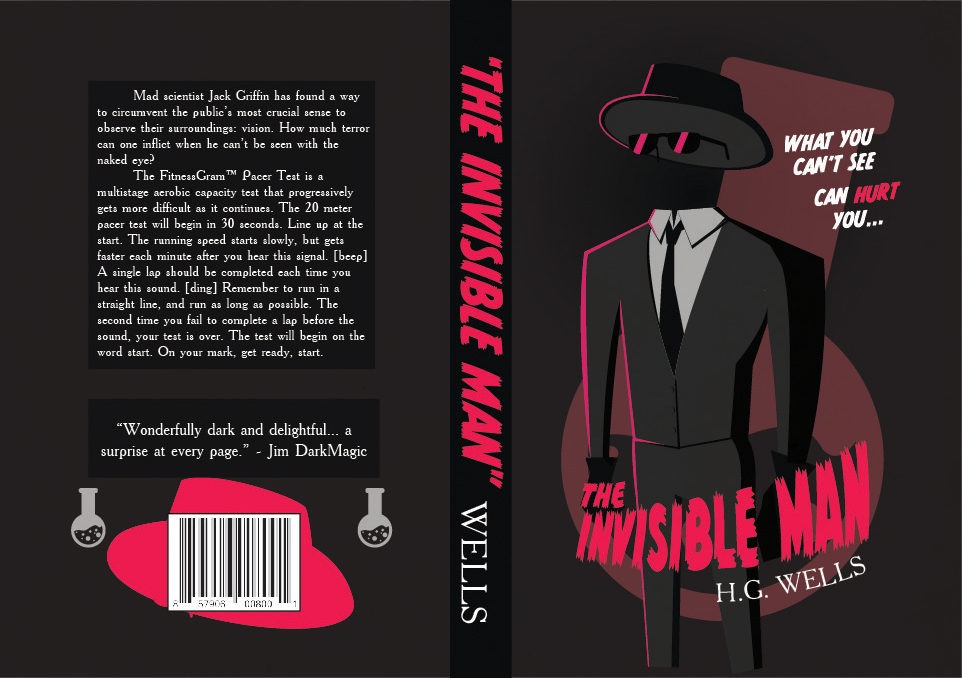 Mad scientist Jack Griffin has found a way
to circumvent the public's most crucial sense to
observe their surroundings: vision. How much terror
can one inflict when he can't be seen with the
naked eye?
The FitnessGram™ Pacer Test is a
multistage aerobic capacity test that progressively
gets more difficult as it continues. The 20 meter
pacer test will begin in 30 seconds. Line up at the
start. The running speed starts slowly, but gets
faster each minute after you hear this signal. [beep]
A single lap should be completed each time you
hear this sound. [ding] Remember to run in a
straight line, and run as long as possible. The
second time you fail to complete a lap before the
sound, your test is over. The test will begin on the
word start. On your mark, get ready, start.
“Wonderfully dark and delightful... a
surprise at every page.” - Jim DarkMagic
8 57906 00800 1
"THE INVISIBLE MAN"
WELLS
WHAT YOU
CAN'T SEE
CAN HURT
YOU...
THE
INVISIBLE MAN
H.G. WELLS